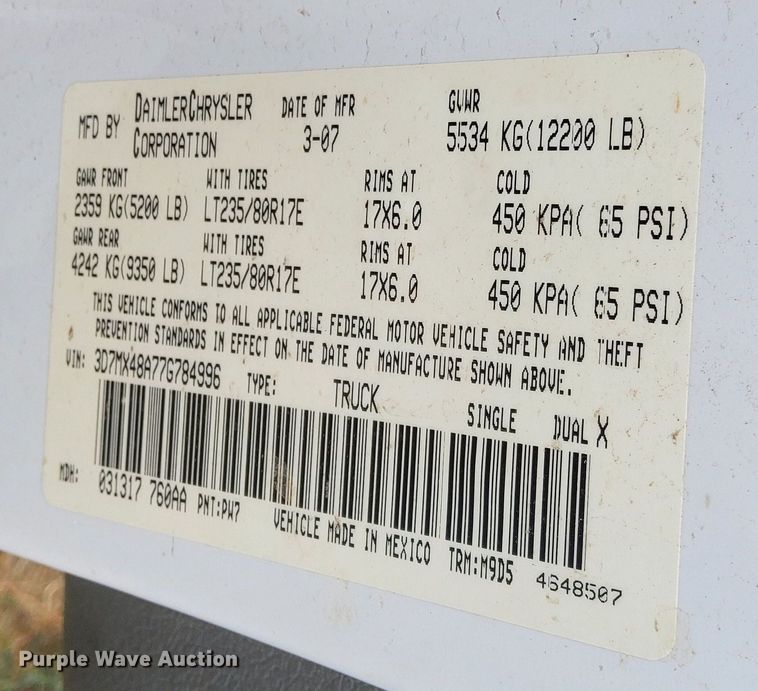 MFD BY DAIMLERCHRYSLER CORPORATION
DATE OF MFR 3-07
GVWR 5534 KG(12200 LB)
GAWR FRONT WITH TIRES RIMS AT COLD
2359 KG(5200 LB) LT235/80R17E 17X6.0 450 KPA( 65 PSI)
GAWR REAR WITH TIRES RIMS AT COLD
4242 KG(9350 LB) LT235/80R17E 17X6.0 450 KPA( 65 PSI)
THIS VEHICLE CONFORMS TO ALL APPLICABLE FEDERAL MOTOR VEHICLE SAFETY AND THEFT
PREVENTION STANDARDS IN EFFECT ON THE DATE OF MANUFACTURE SHOWN ABOVE.
VIN: 3D7MX48A77G784996 TYPE: TRUCK SINGLE DUAL X
MDH: 031317 760AA PNT:PW7 VEHICLE MADE IN MEXICO TRM:M9D5 4648507
Purple Wave Auction